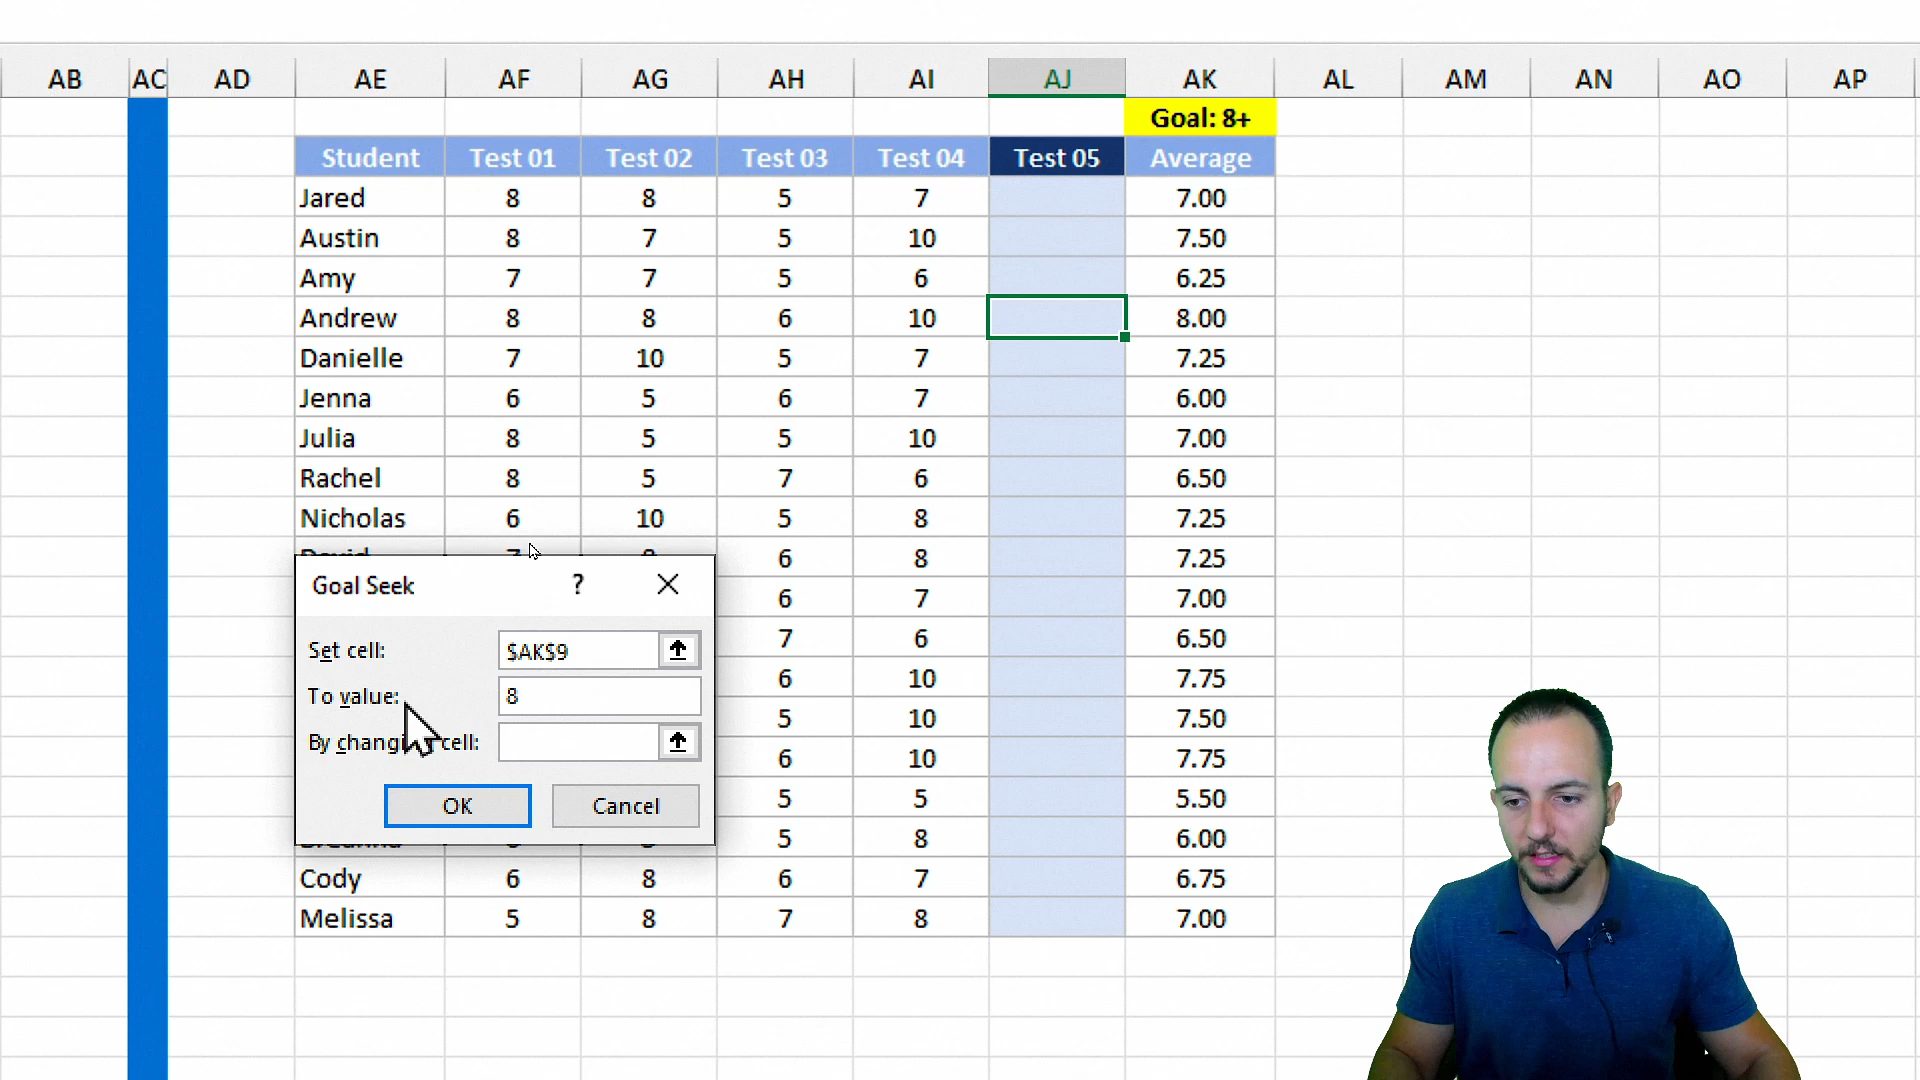 AB AC AD AE AF AG AH AI AJ AK AL AM AN AO AP
Goal: 8+
Student Test 01 Test 02 Test 03 Test 04 Test 05 Average
Jared 8 8 5 7 7.00
Austin 8 7 5 10 7.50
Amy 7 7 5 6 6.25
Andrew 8 8 6 10 8.00
Danielle 7 10 5 7 7.25
Jenna 6 5 6 7 6.00
Julia 8 5 5 10 7.00
Rachel 8 5 7 6 6.50
Nicholas 6 10 5 8 7.25
David 6 8 7.25
6 7 7.00
7 6 6.50
6 10 7.75
5 10 7.50
6 10 7.75
5 5 5.50
5 8 6.00
Cody 6 8 6 7 6.75
Melissa 5 8 7 8 7.00
Goal Seek ?
Set cell: $AK$9
To value: 8
By changing cell:
OK Cancel